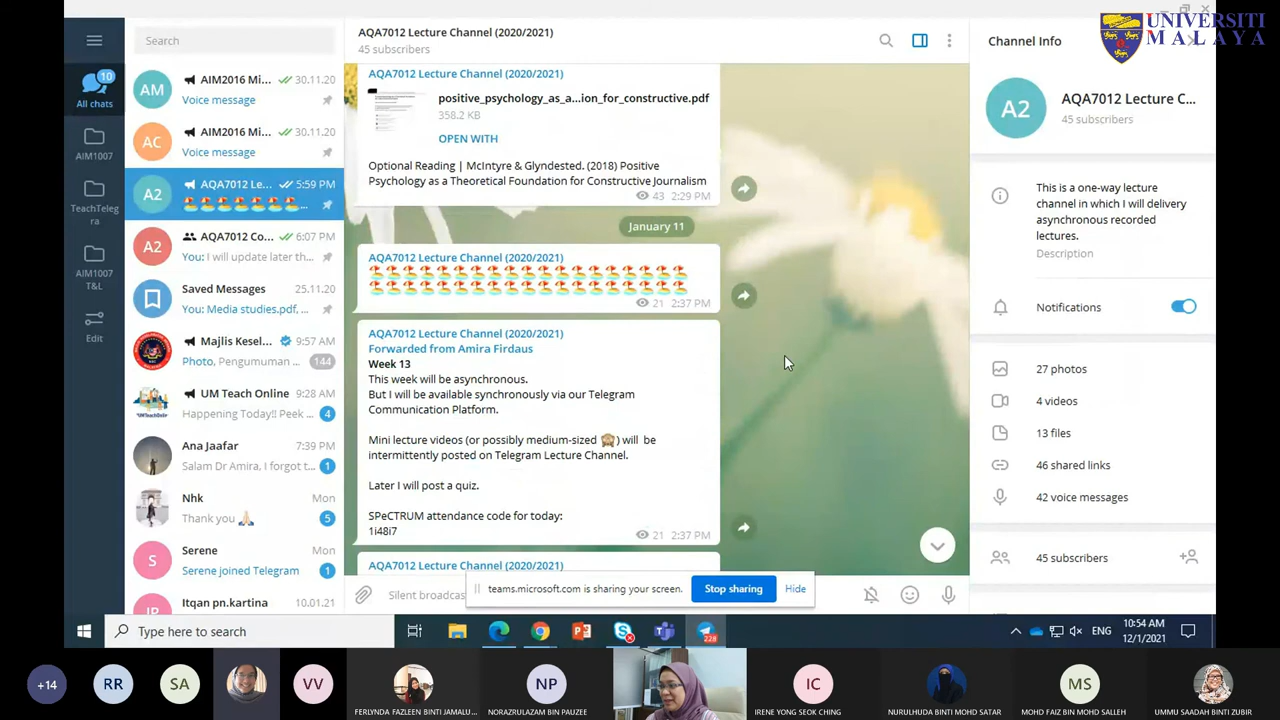 UNIVERSITI
MALAYA
Search
AQA7012 Lecture Channel (2020/2021)
45 subscribers
Channel Info
10
All chats
AIM1007
TeachTelegra
AIM1007
T&L
Edit
AM
AIM2016 Mi... 30.11.20
Voice message
AC
AIM2016 Mi... 30.11.20
Voice message
A2
AQA7012 Le... 5:59 PM
...
A2
AQA7012 Co... 6:07 PM
You: I will update later th...
Saved Messages 25.11.20
You: Media studies.pdf, ...
Majlis Kesel... 9:57 AM
Photo, Pengumuman ... 144
UM Teach Online 9:28 AM
Happening Today!! Peek ... 4
Ana Jaafar 7:39 PM
Salam Dr Amira, I forgot t... 1
Nhk Mon
Thank you 🙏🏻 5
S
Serene Mon
Serene joined Telegram 1
Itqan pn.kartina 10.01.21
AQA7012 Lecture Channel (2020/2021)
positive_psychology_as_a...ion_for_constructive.pdf
358.2 KB
OPEN WITH
Optional Reading | McIntyre & Glyndested. (2018) Positive
Psychology as a Theoretical Foundation for Constructive Journalism
43 2:29 PM
January 11
AQA7012 Lecture Channel (2020/2021)
21 2:37 PM
AQA7012 Lecture Channel (2020/2021)
Forwarded from Amira Firdaus
Week 13
This week will be asynchronous.
But I will be available synchronously via our Telegram
Communication Platform.
Mini lecture videos (or possibly medium-sized 🙈) will be
intermittently posted on Telegram Lecture Channel.
Later I will post a quiz.
SPeCTRUM attendance code for today:
1i48i7
21 2:37 PM
AQA7012 Lecture Channel (2020/2021)
Silent broadcas
teams.microsoft.com is sharing your screen.
Stop sharing
Hide
A2
AQA7012 Lecture C...
45 subscribers
This is a one-way lecture
channel in which I will delivery
asynchronous recorded
lectures.
Description
Notifications
27 photos
4 videos
13 files
46 shared links
42 voice messages
45 subscribers
Type here to search
228
ENG
10:54 AM
12/1/2021
+14
RR
SA
VV
FERLYNDA FAZLEEN BINTI JAMALU...
NP
NORAZRULAZAM BIN PAUZEE
IC
IRENE YONG SEOK CHING
NURULHUDA BINTI MOHD SATAR
MS
MOHD FAIZ BIN MOHD SALLEH
UMMU SAADAH BINTI ZUBIR